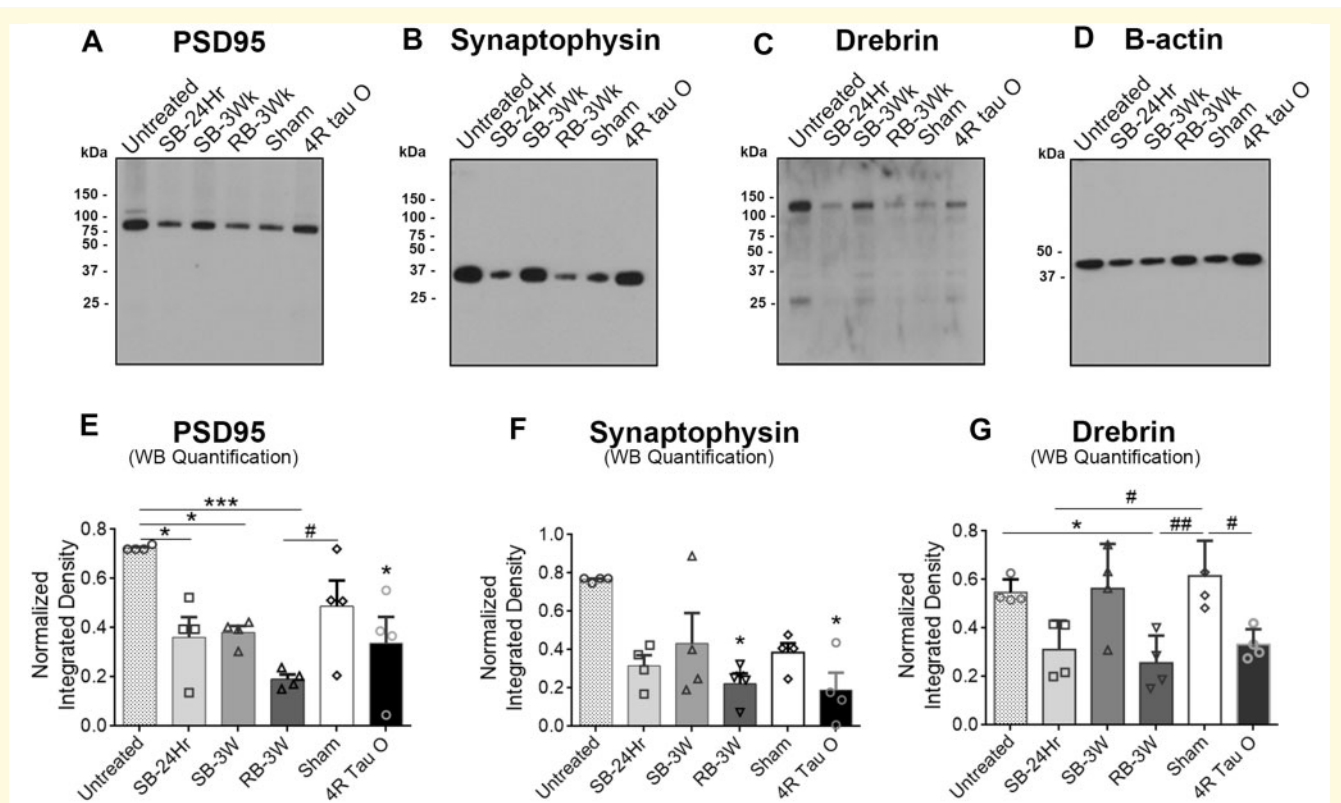 A PSD95
Untreated SB-24Hr SB-3Wk RB-3Wk Sham 4R tau O
kDa
150 -
100 -
75 -
50 -
37 -
25 -
B Synaptophysin
Untreated SB-24Hr SB-3Wk RB-3Wk Sham 4R tau O
kDa
150 -
100 -
75 -
50 -
37 -
25 -
C Drebrin
Untreated SB-24Hr SB-3Wk RB-3Wk Sham 4R tau O
kDa
150 -
100 -
75 -
50 -
37 -
25 -
D B-actin
Untreated SB-24Hr SB-3Wk RB-3Wk Sham 4R tau O
kDa
50 -
37 -
E PSD95
(WB Quantification)
***
*
*
#
*
Normalized
Integrated Density
0.8
0.6
0.4
0.2
0.0
Untreated SB-24Hr SB-3W RB-3W Sham 4R Tau O
F Synaptophysin
(WB Quantification)
*
*
Normalized
Integrated Density
1.0
0.8
0.6
0.4
0.2
0.0
Untreated SB-24Hr SB-3W RB-3W Sham 4R Tau O
G Drebrin
(WB Quantification)
#
* ## #
Normalized
Integrated Density
0.8
0.6
0.4
0.2
0.0
Untreated SB-24Hr SB-3W RB-3W Sham 4R Tau O